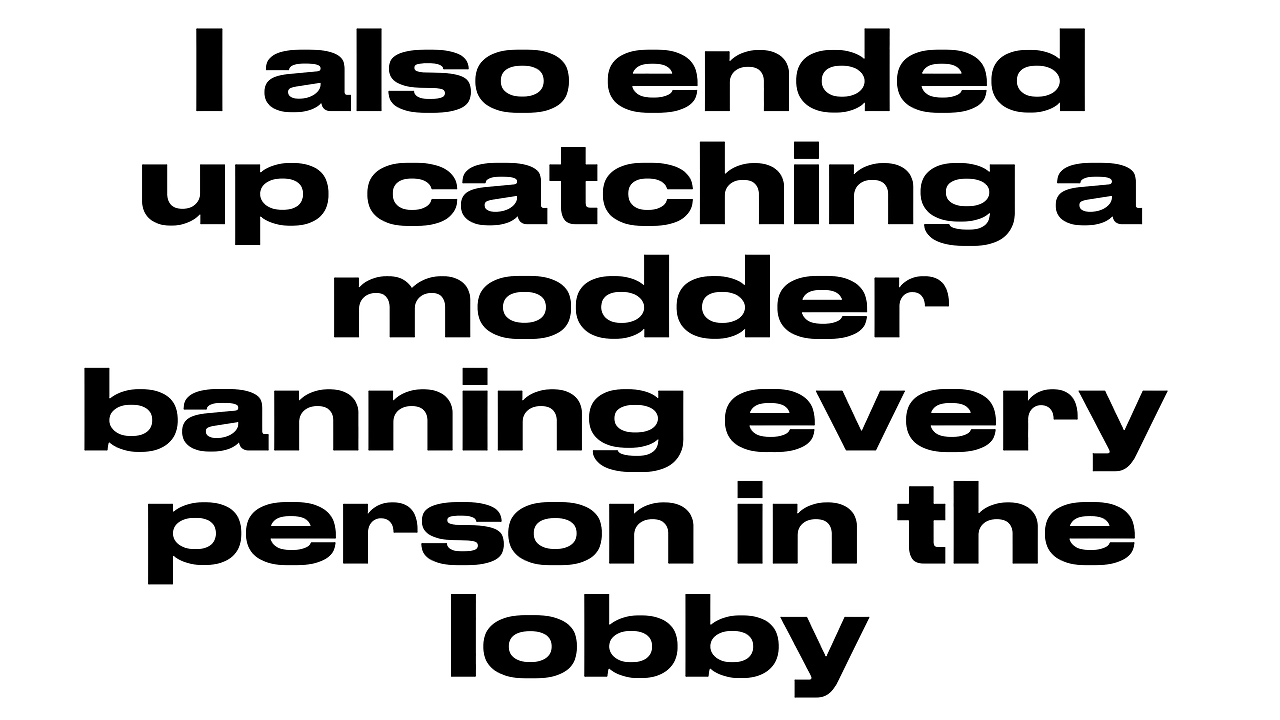 I also ended
up catching a
modder
banning every
person in the
lobby